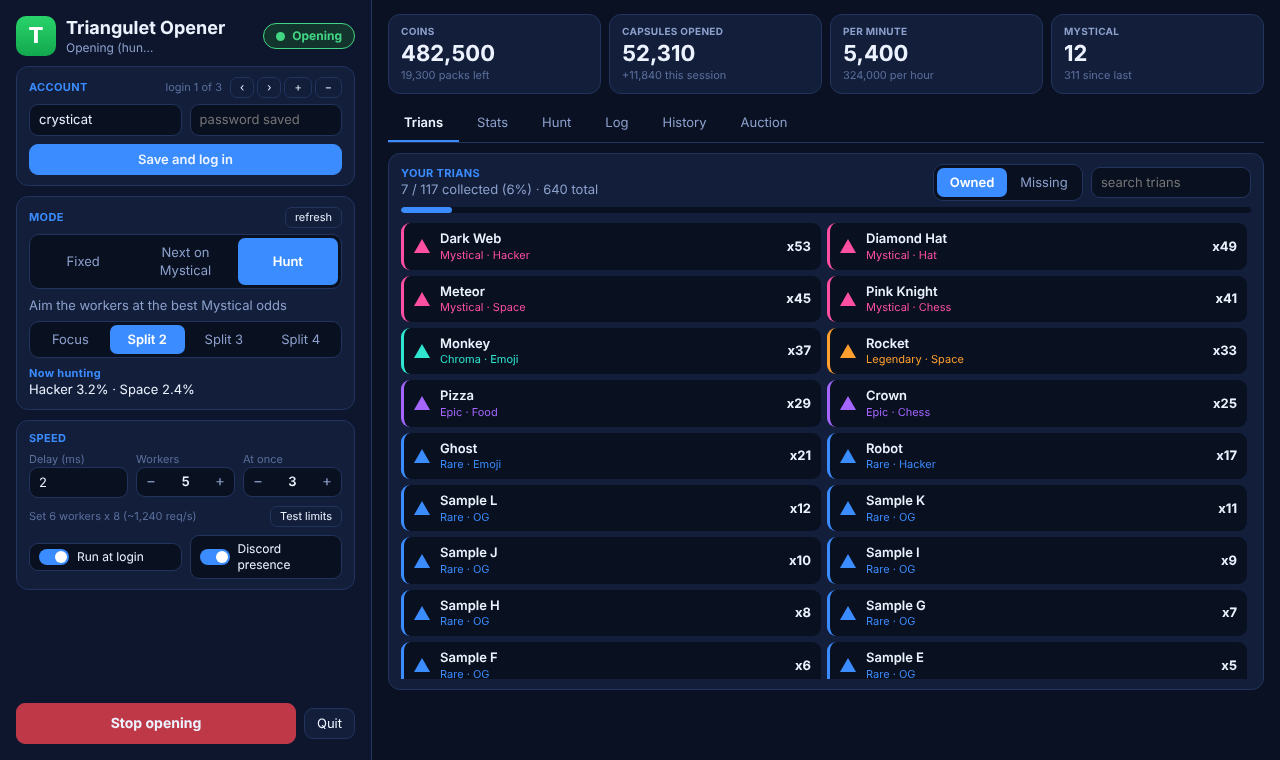 T
Triangulet Opener
Opening (hun...
Opening
ACCOUNT
login 1 of 3
‹
›
+
−
crysticat
password saved
Save and log in
MODE
refresh
Fixed
Next on
Mystical
Hunt
Aim the workers at the best Mystical odds
Focus
Split 2
Split 3
Split 4
Now hunting
Hacker 3.2% · Space 2.4%
SPEED
Delay (ms)
Workers
At once
2
− 5 +
− 3 +
Set 6 workers x 8 (~1,240 req/s)
Test limits
Run at login
Discord
presence
Stop opening
Quit
COINS
482,500
19,300 packs left
CAPSULES OPENED
52,310
+11,840 this session
PER MINUTE
5,400
324,000 per hour
MYSTICAL
12
311 since last
Trians
Stats
Hunt
Log
History
Auction
YOUR TRIANS
7 / 117 collected (6%) · 640 total
Owned
Missing
search trians
Dark Web
Mystical · Hacker
x53
Diamond Hat
Mystical · Hat
x49
Meteor
Mystical · Space
x45
Pink Knight
Mystical · Chess
x41
Monkey
Chroma · Emoji
x37
Rocket
Legendary · Space
x33
Pizza
Epic · Food
x29
Crown
Epic · Chess
x25
Ghost
Rare · Emoji
x21
Robot
Rare · Hacker
x17
Sample L
Rare · OG
x12
Sample K
Rare · OG
x11
Sample J
Rare · OG
x10
Sample I
Rare · OG
x9
Sample H
Rare · OG
x8
Sample G
Rare · OG
x7
Sample F
Rare · OG
x6
Sample E
Rare · OG
x5